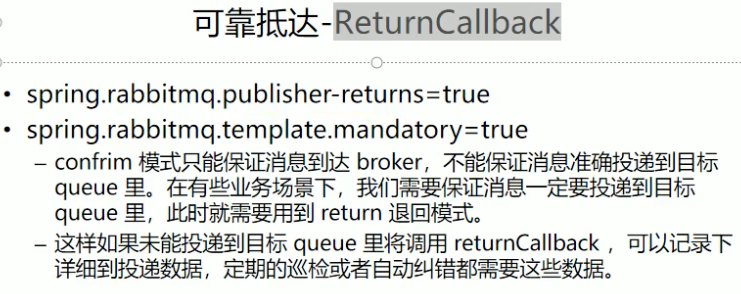 可靠抵达-ReturnCallback
• spring.rabbitmq.publisher-returns=true
• spring.rabbitmq.template.mandatory=true
– confrim 模式只能保证消息到达 broker，不能保证消息准确投递到目标
queue 里。在有些业务场景下，我们需要保证消息一定要投递到目标
queue 里，此时就需要用到 return 退回模式。
– 这样如果未能投递到目标 queue 里将调用 returnCallback ，可以记录下
详细到投递数据，定期的巡检或者自动纠错都需要这些数据。